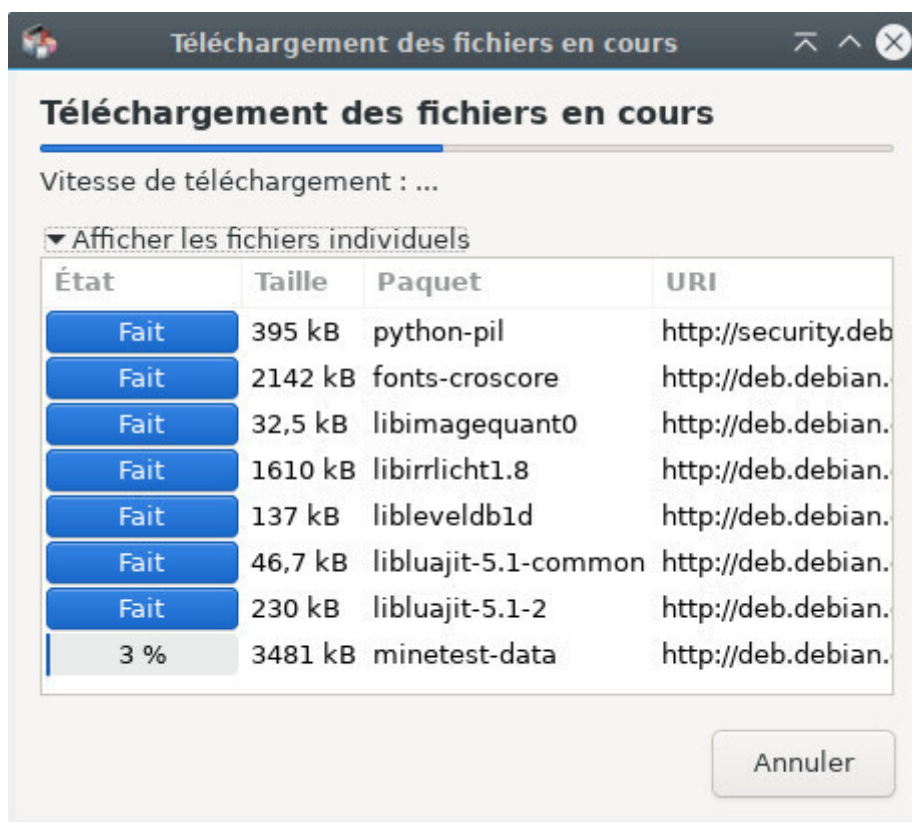 Téléchargement des fichiers en cours
Téléchargement des fichiers en cours
Vitesse de téléchargement : ...
Afficher les fichiers individuels
État Taille Paquet URI
Fait 395 kB python-pil http://security.deb
Fait 2142 kB fonts-croscore http://deb.debian.
Fait 32,5 kB libimagequant0 http://deb.debian.
Fait 1610 kB libirrlicht1.8 http://deb.debian.
Fait 137 kB libleveldb1d http://deb.debian.
Fait 46,7 kB libluajit-5.1-common http://deb.debian.
Fait 230 kB libluajit-5.1-2 http://deb.debian.
3 % 3481 kB minetest-data http://deb.debian.
Annuler